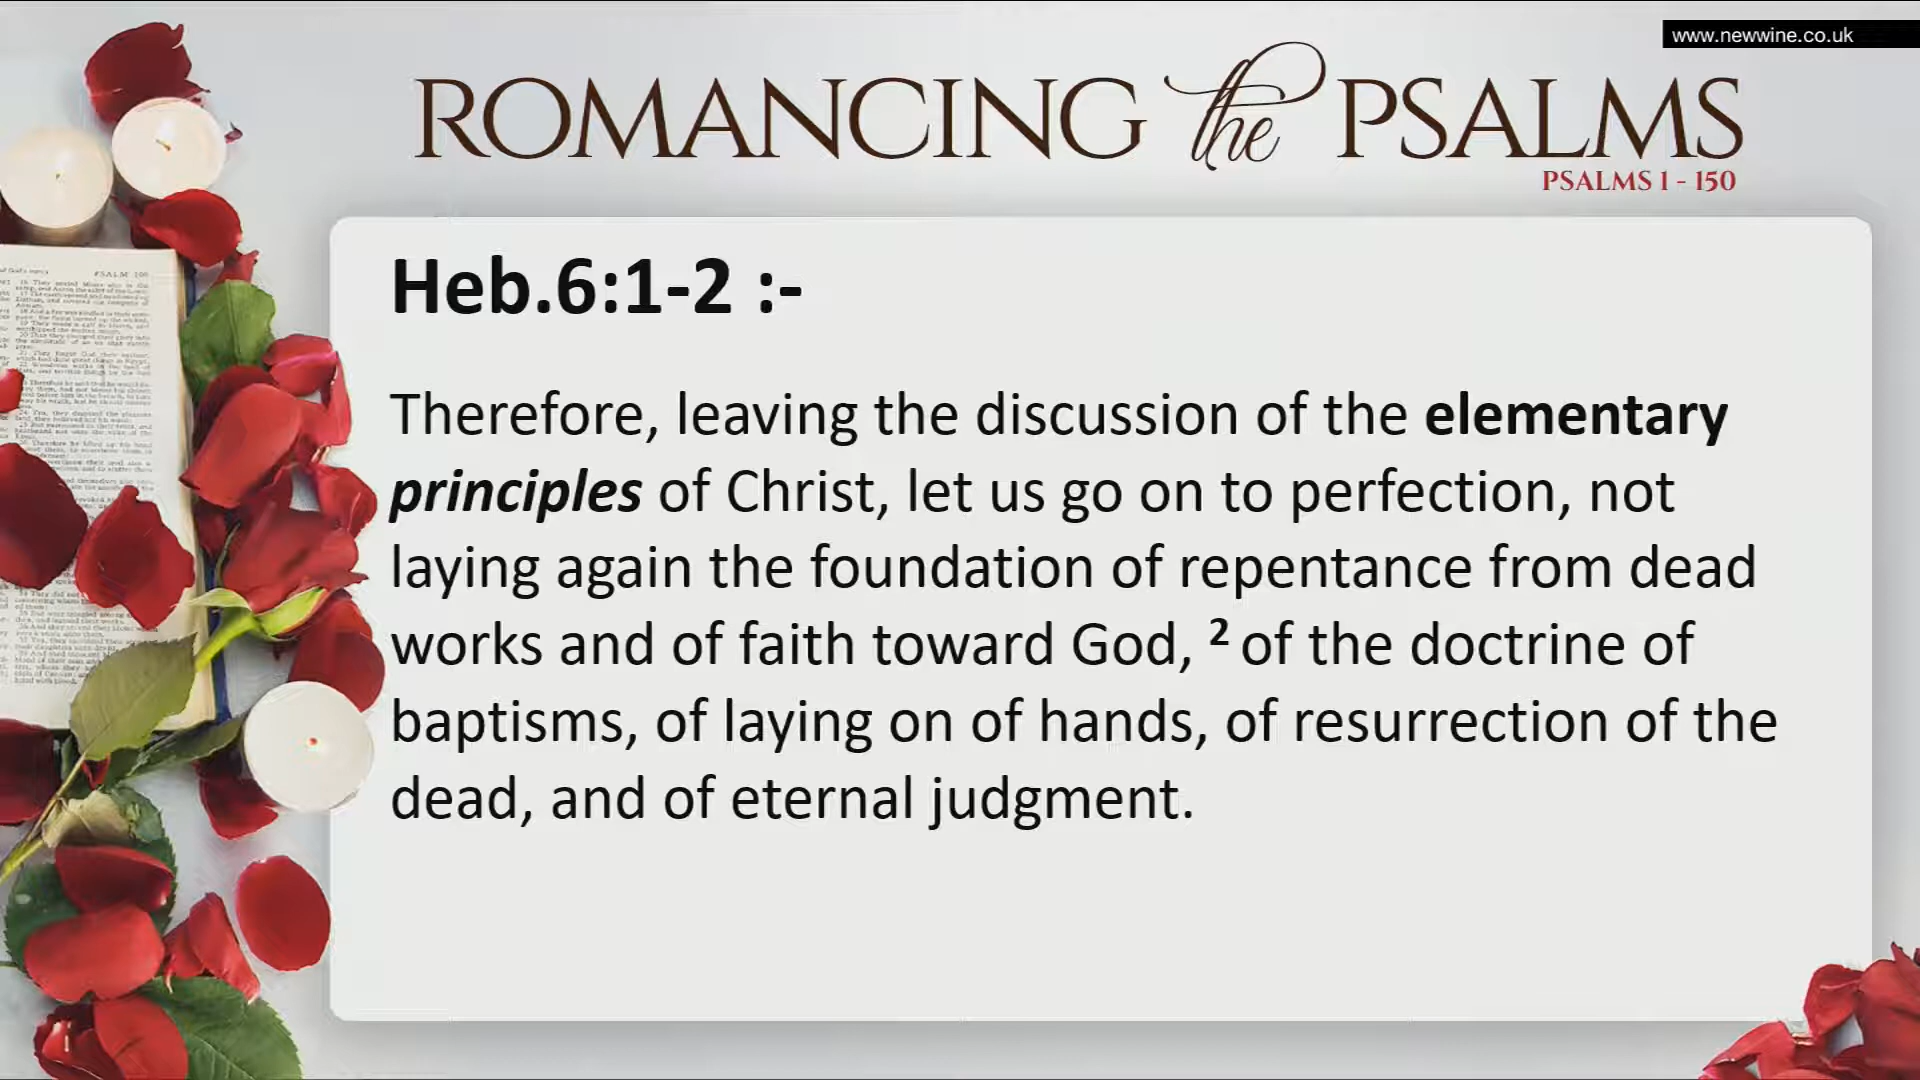 www.newwine.co.uk
ROMANCING the PSALMS
PSALMS 1 - 150
PSALM 106
Heb.6:1-2 :-
Therefore, leaving the discussion of the elementary
principles of Christ, let us go on to perfection, not
laying again the foundation of repentance from dead
works and of faith toward God, ² of the doctrine of
baptisms, of laying on of hands, of resurrection of the
dead, and of eternal judgment.